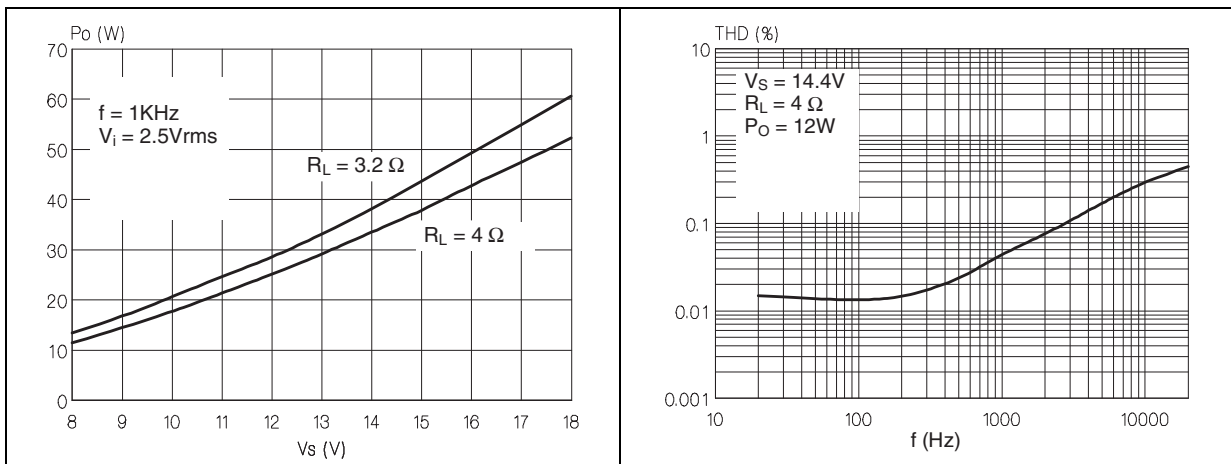 Po (W)
70
60
50
40
30
20
10
0
f = 1KHz
Vi = 2.5Vrms
RL = 3.2 Ω
RL = 4 Ω
8 9 10 11 12 13 14 15 16 17 18
Vs (V)
THD (%)
10
1
0.1
0.01
0.001
VS = 14.4V
RL = 4 Ω
PO = 12W
10 100 1000 10000
f (Hz)